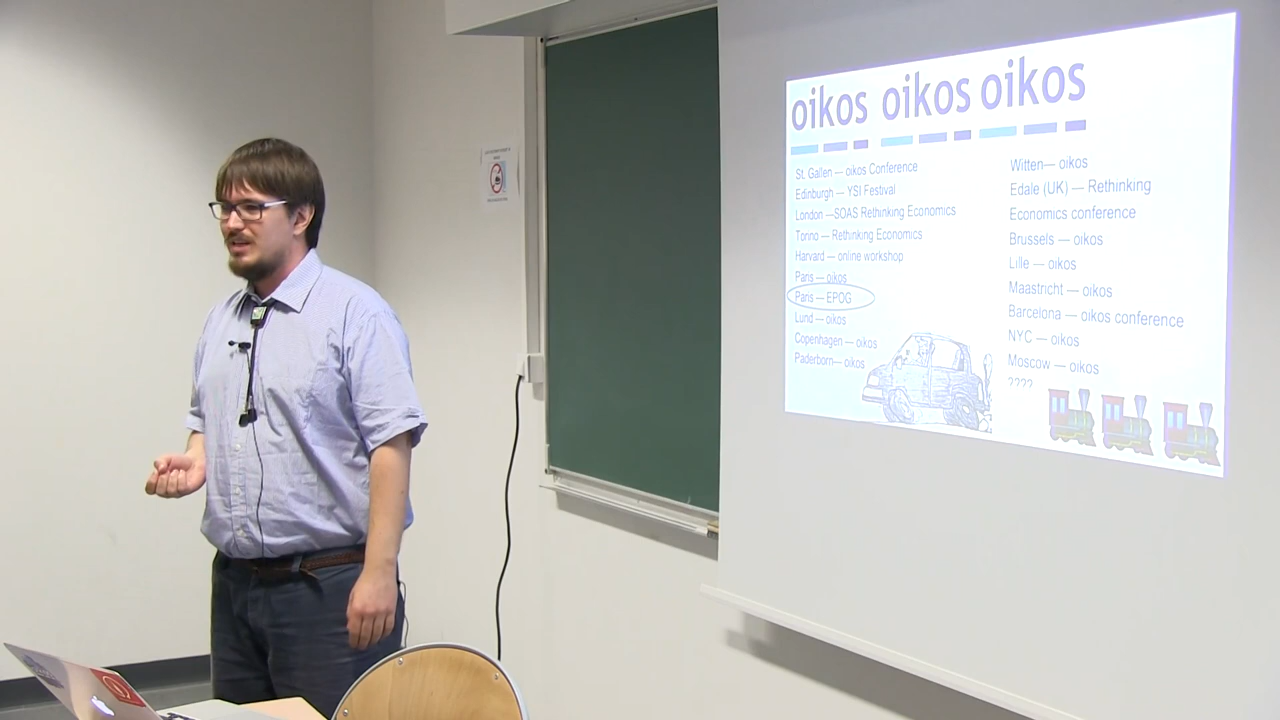 oikos oikos oikos
St. Gallen — oikos Conference
Edinburgh — YSI Festival
London —SOAS Rethinking Economics
Torino — Rethinking Economics
Harvard — online workshop
Paris — oikos
Paris — EPOG
Lund — oikos
Copenhagen — oikos
Paderborn— oikos
Witten— oikos
Edale (UK) — Rethinking
Economics conference
Brussels — oikos
Lille — oikos
Maastricht — oikos
Barcelona — oikos conference
NYC — oikos
Moscow — oikos
????